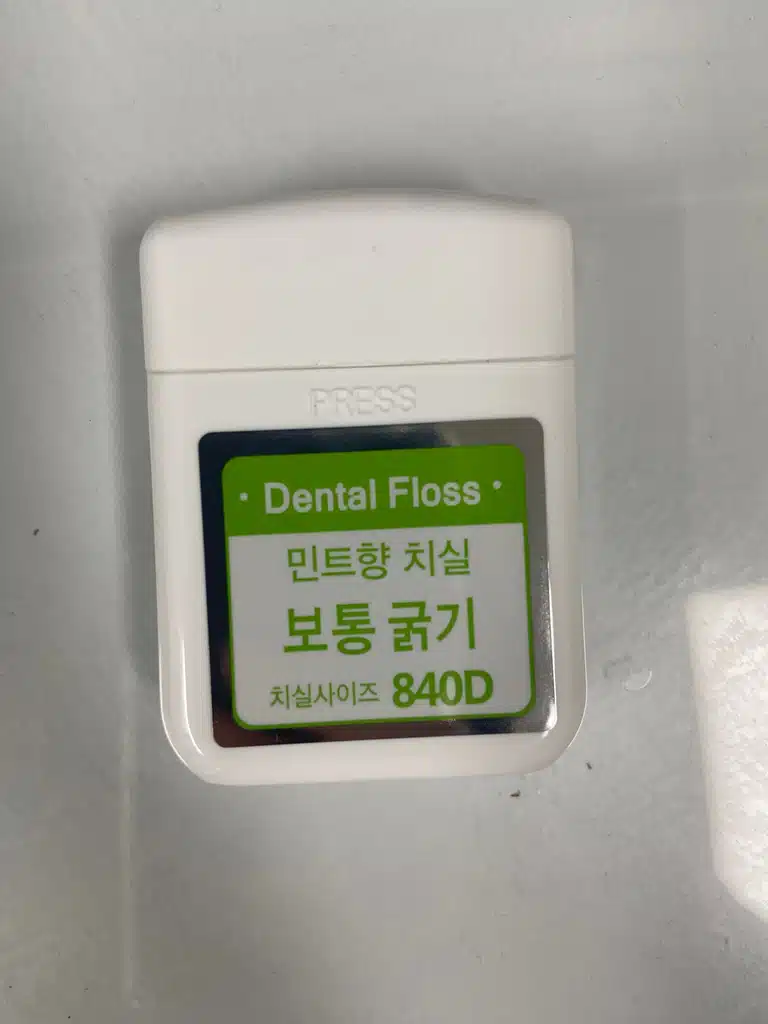 PRESS
· Dental Floss ·
민트향 치실
보통 굵기
치실사이즈 840D